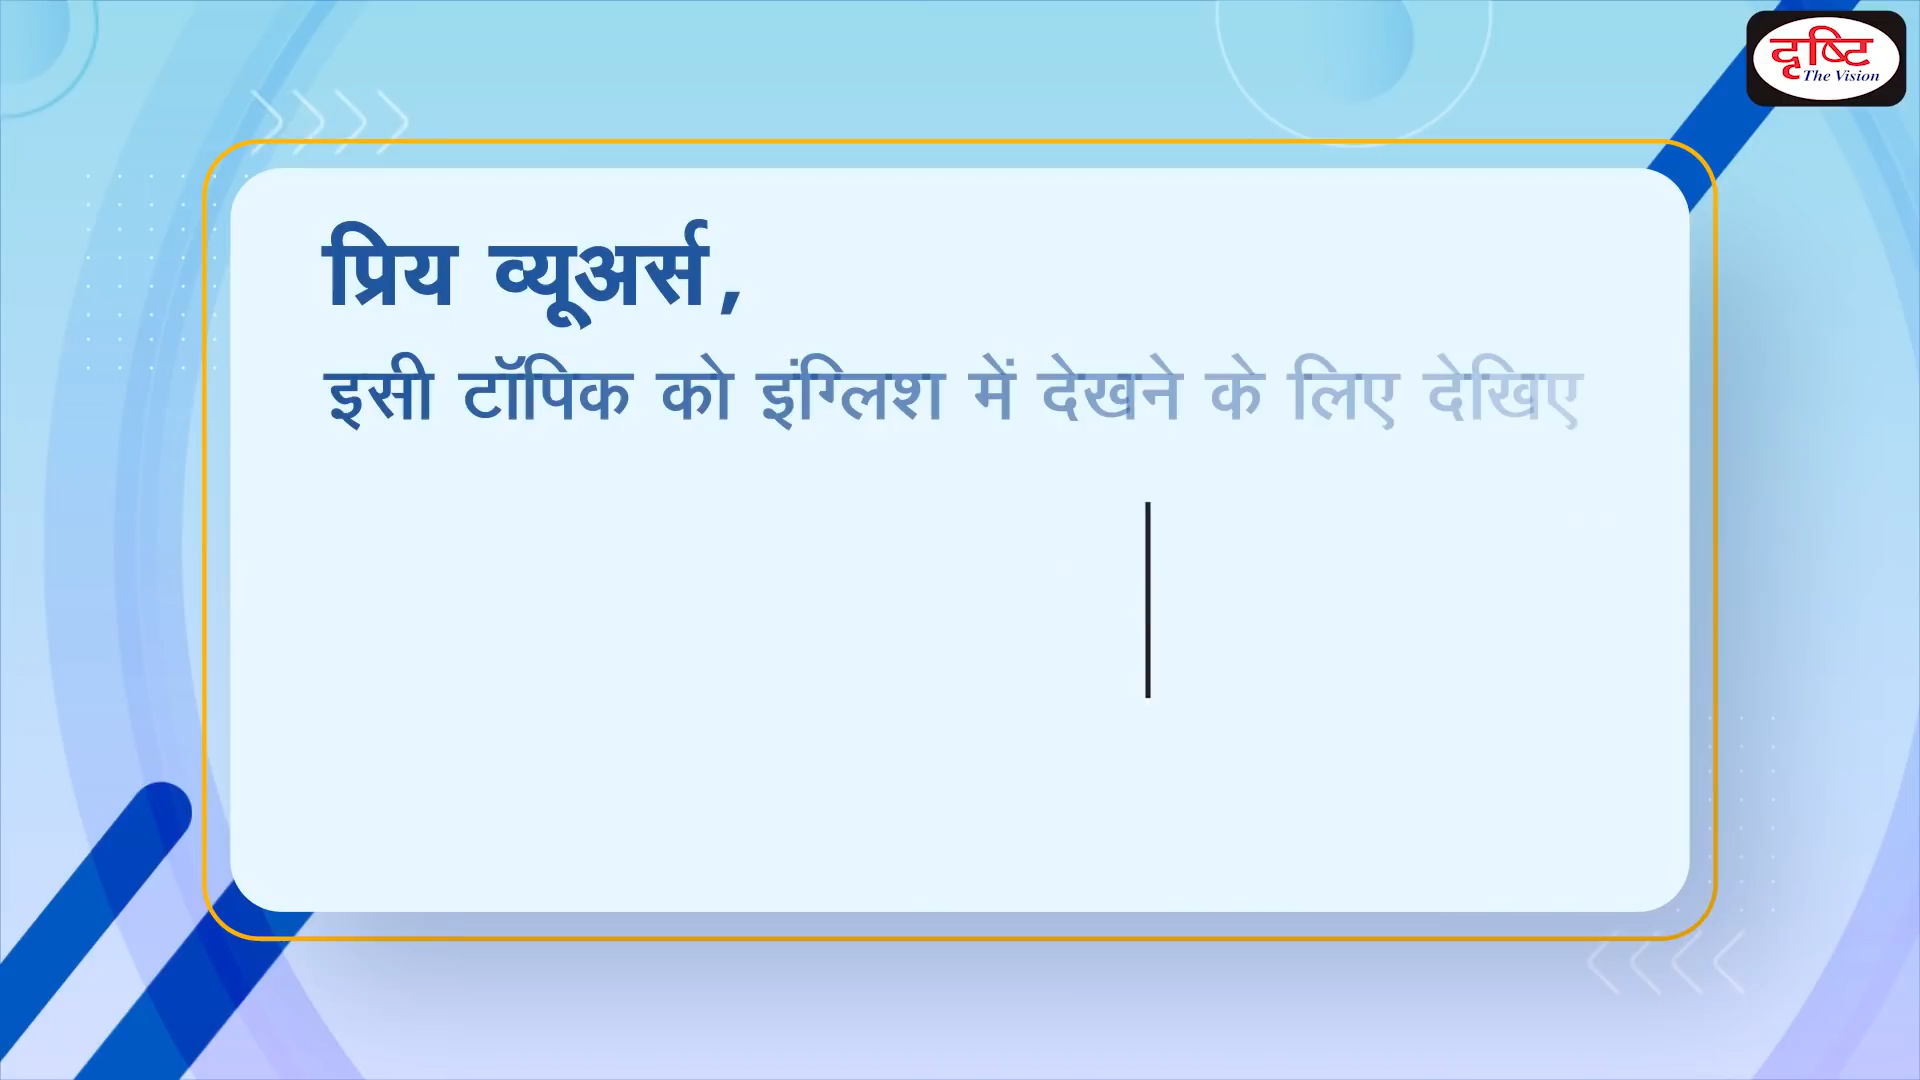 दृष्टि
The Vision
प्रिय व्यूअर्स,
इसी टॉपिक को इंग्लिश में देखने के लिए देखिए